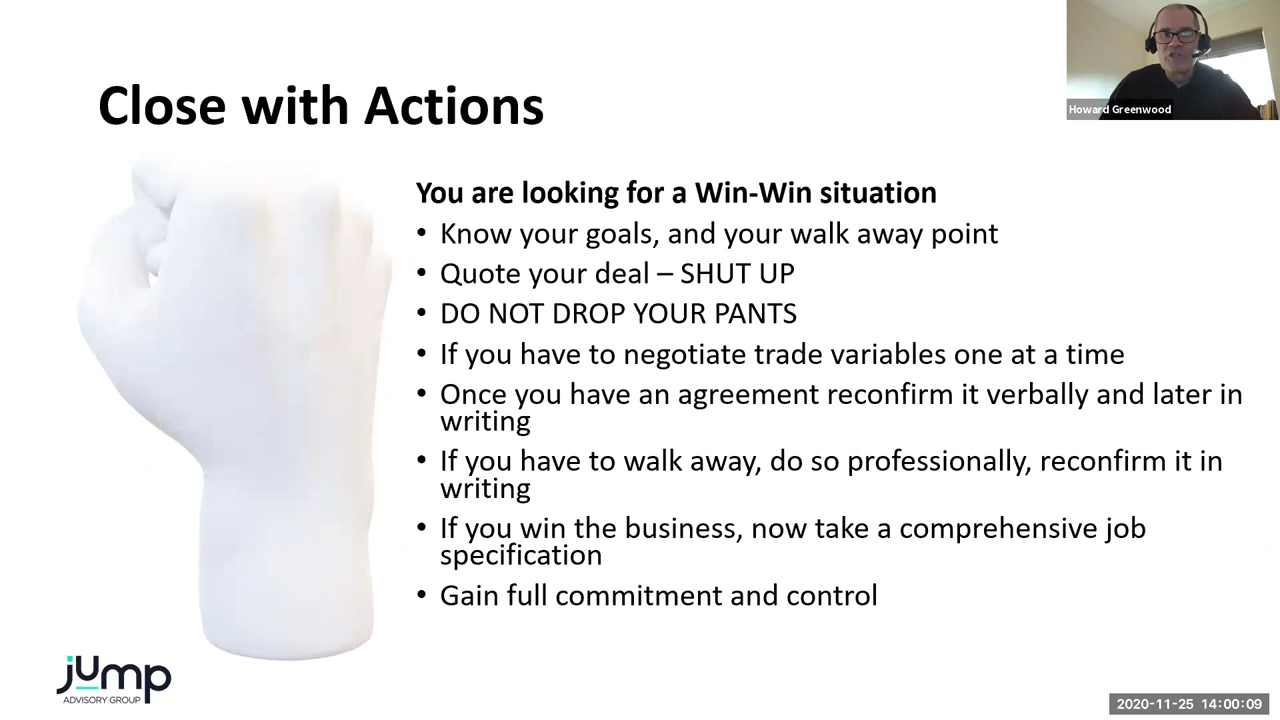 Close with Actions
Howard Greenwood
You are looking for a Win-Win situation
• Know your goals, and your walk away point
• Quote your deal – SHUT UP
• DO NOT DROP YOUR PANTS
• If you have to negotiate trade variables one at a time
• Once you have an agreement reconfirm it verbally and later in
writing
• If you have to walk away, do so professionally, reconfirm it in
writing
• If you win the business, now take a comprehensive job
specification
• Gain full commitment and control
jump
ADVISORY GROUP
2020-11-25 14:00:09